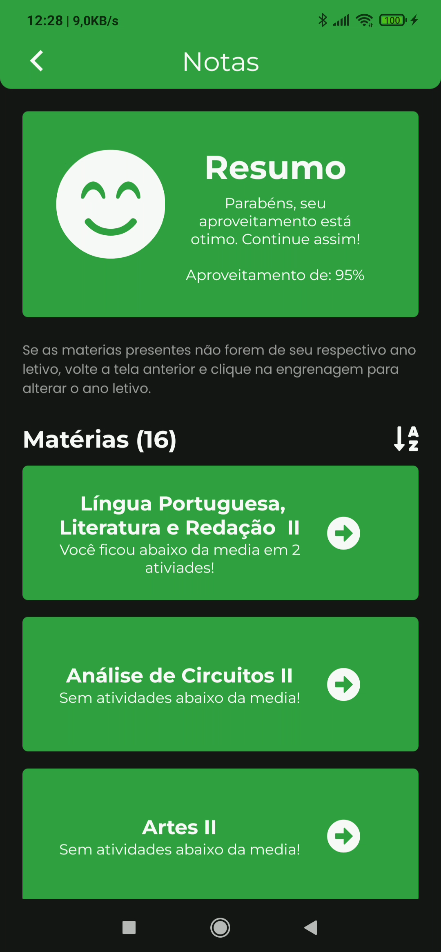 12:28 | 9,0KB/s
100
Notas
Resumo
Parabéns, seu
aproveitamento está
otimo. Continue assim!
Aproveitamento de: 95%
Se as materias presentes não forem de seu respectivo ano
letivo, volte a tela anterior e clique na engrenagem para
alterar o ano letivo.
Matérias (16)
A
Z
Língua Portuguesa,
Literatura e Redação  II
Você ficou abaixo da media em 2
ativiades!
Análise de Circuitos II
Sem atividades abaixo da media!
Artes II
Sem atividades abaixo da media!